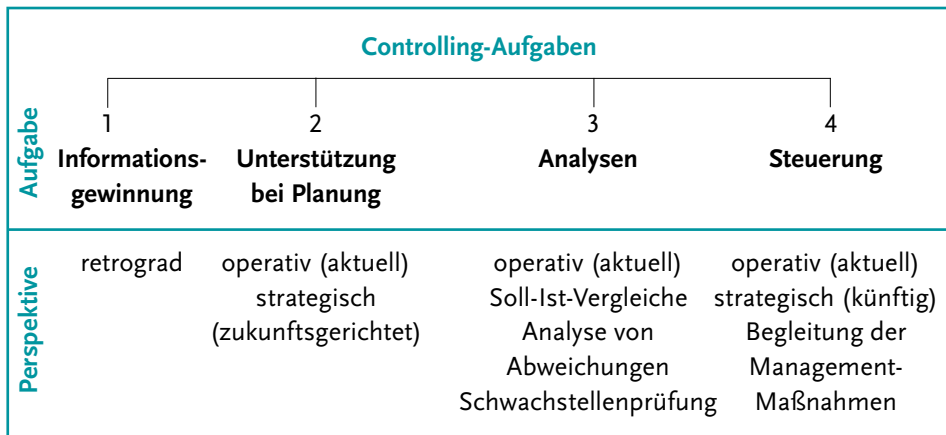 Controlling-Aufgaben
Aufgabe
1
Informations-
gewinnung
2
Unterstützung
bei Planung
3
Analysen
4
Steuerung
Perspektive
retrograd
operativ (aktuell)
strategisch
(zukunftsgerichtet)
operativ (aktuell)
Soll-Ist-Vergleiche
Analyse von
Abweichungen
Schwachstellenprüfung
operativ (aktuell)
strategisch (künftig)
Begleitung der
Management-
Maßnahmen